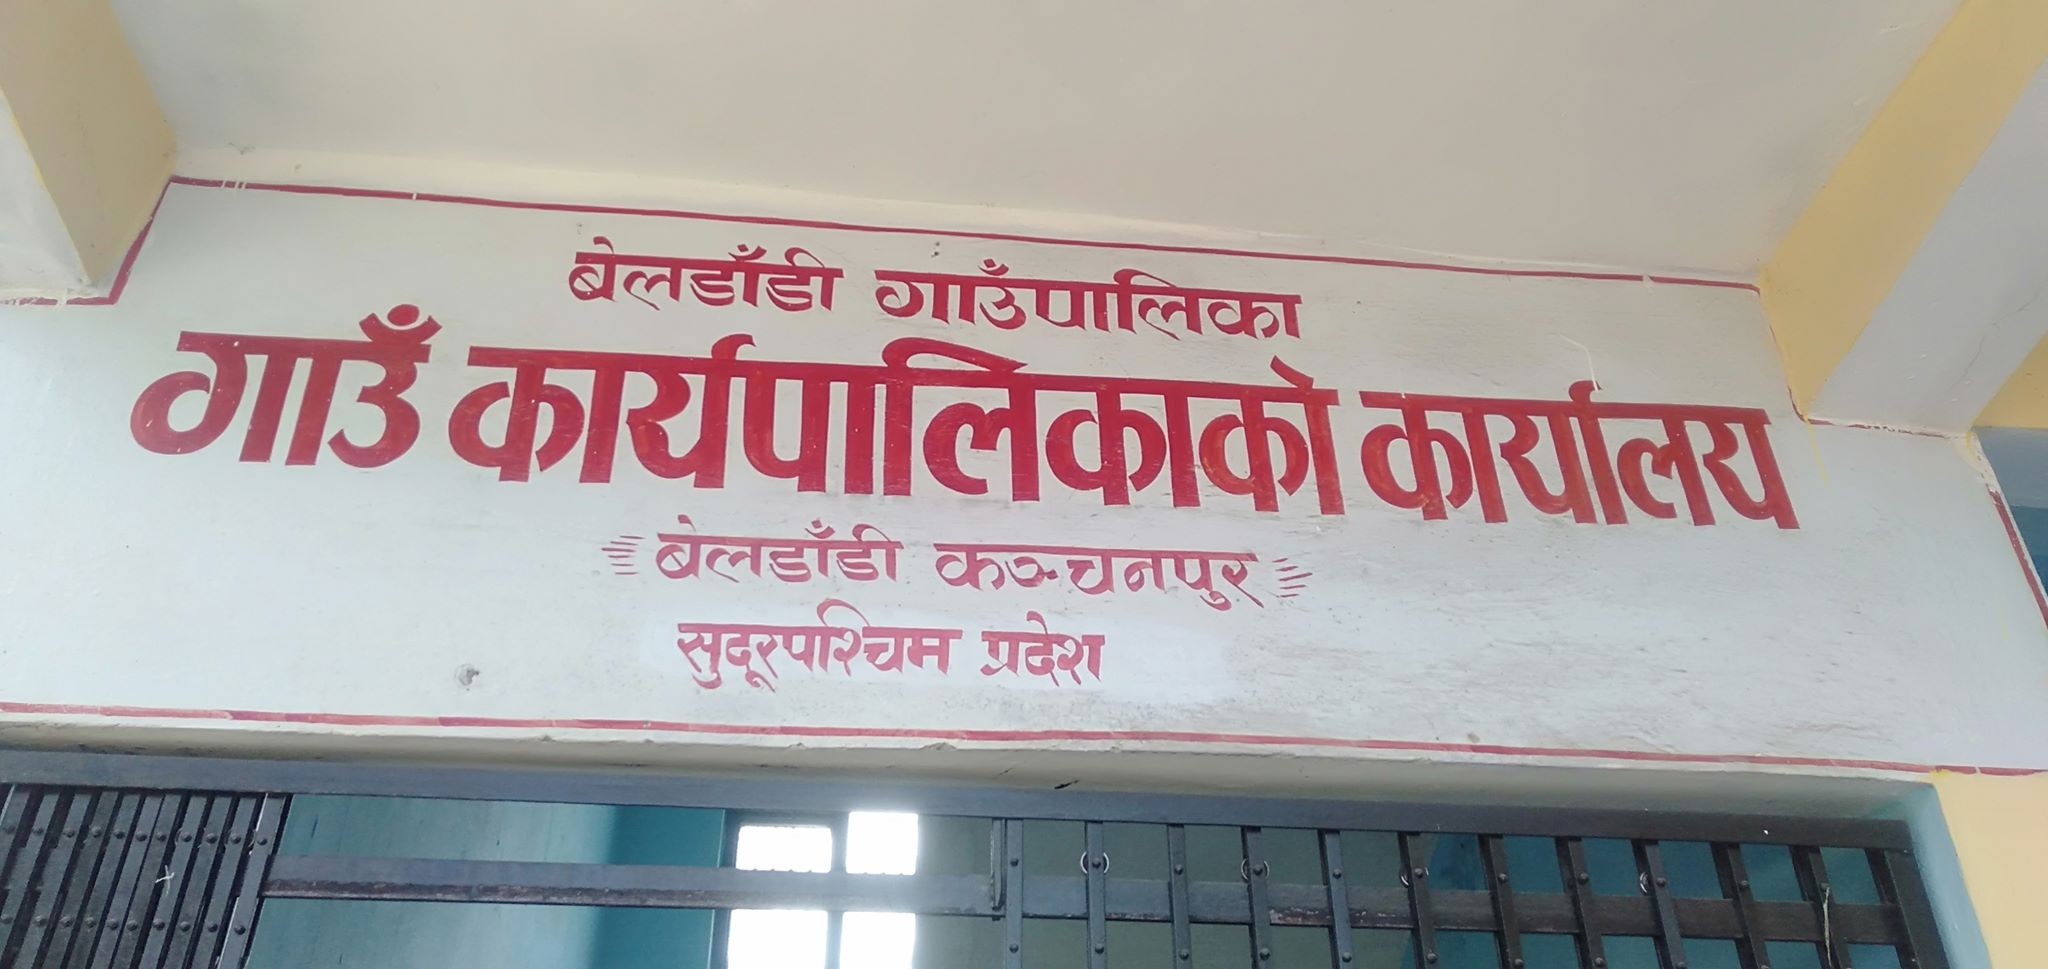 बेलडाँडी गाउँपालिका
गाउँ कार्यपालिकाको कार्यालय
बेलडाँडी कञ्चनपुर
सुदूरपश्चिम प्रदेश